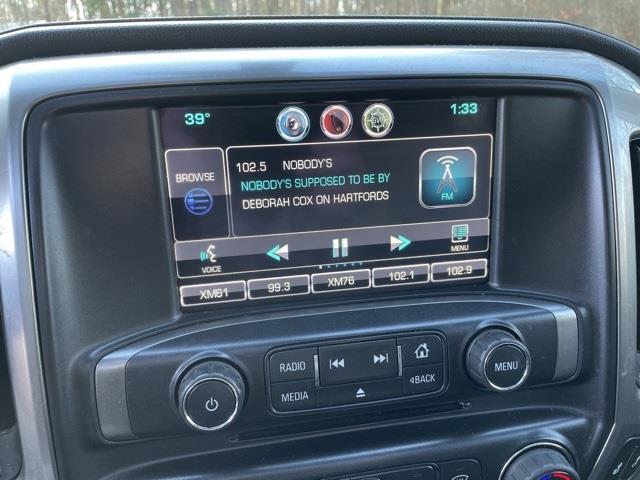 39°
1:33
BROWSE
102.5 NOBODY'S
NOBODY'S SUPPOSED TO BE BY
DEBORAH COX ON HARTFORDS
FM
VOICE
MENU
XM61
99.3
XM76
102.1
102.9
RADIO
MEDIA
BACK
MENU